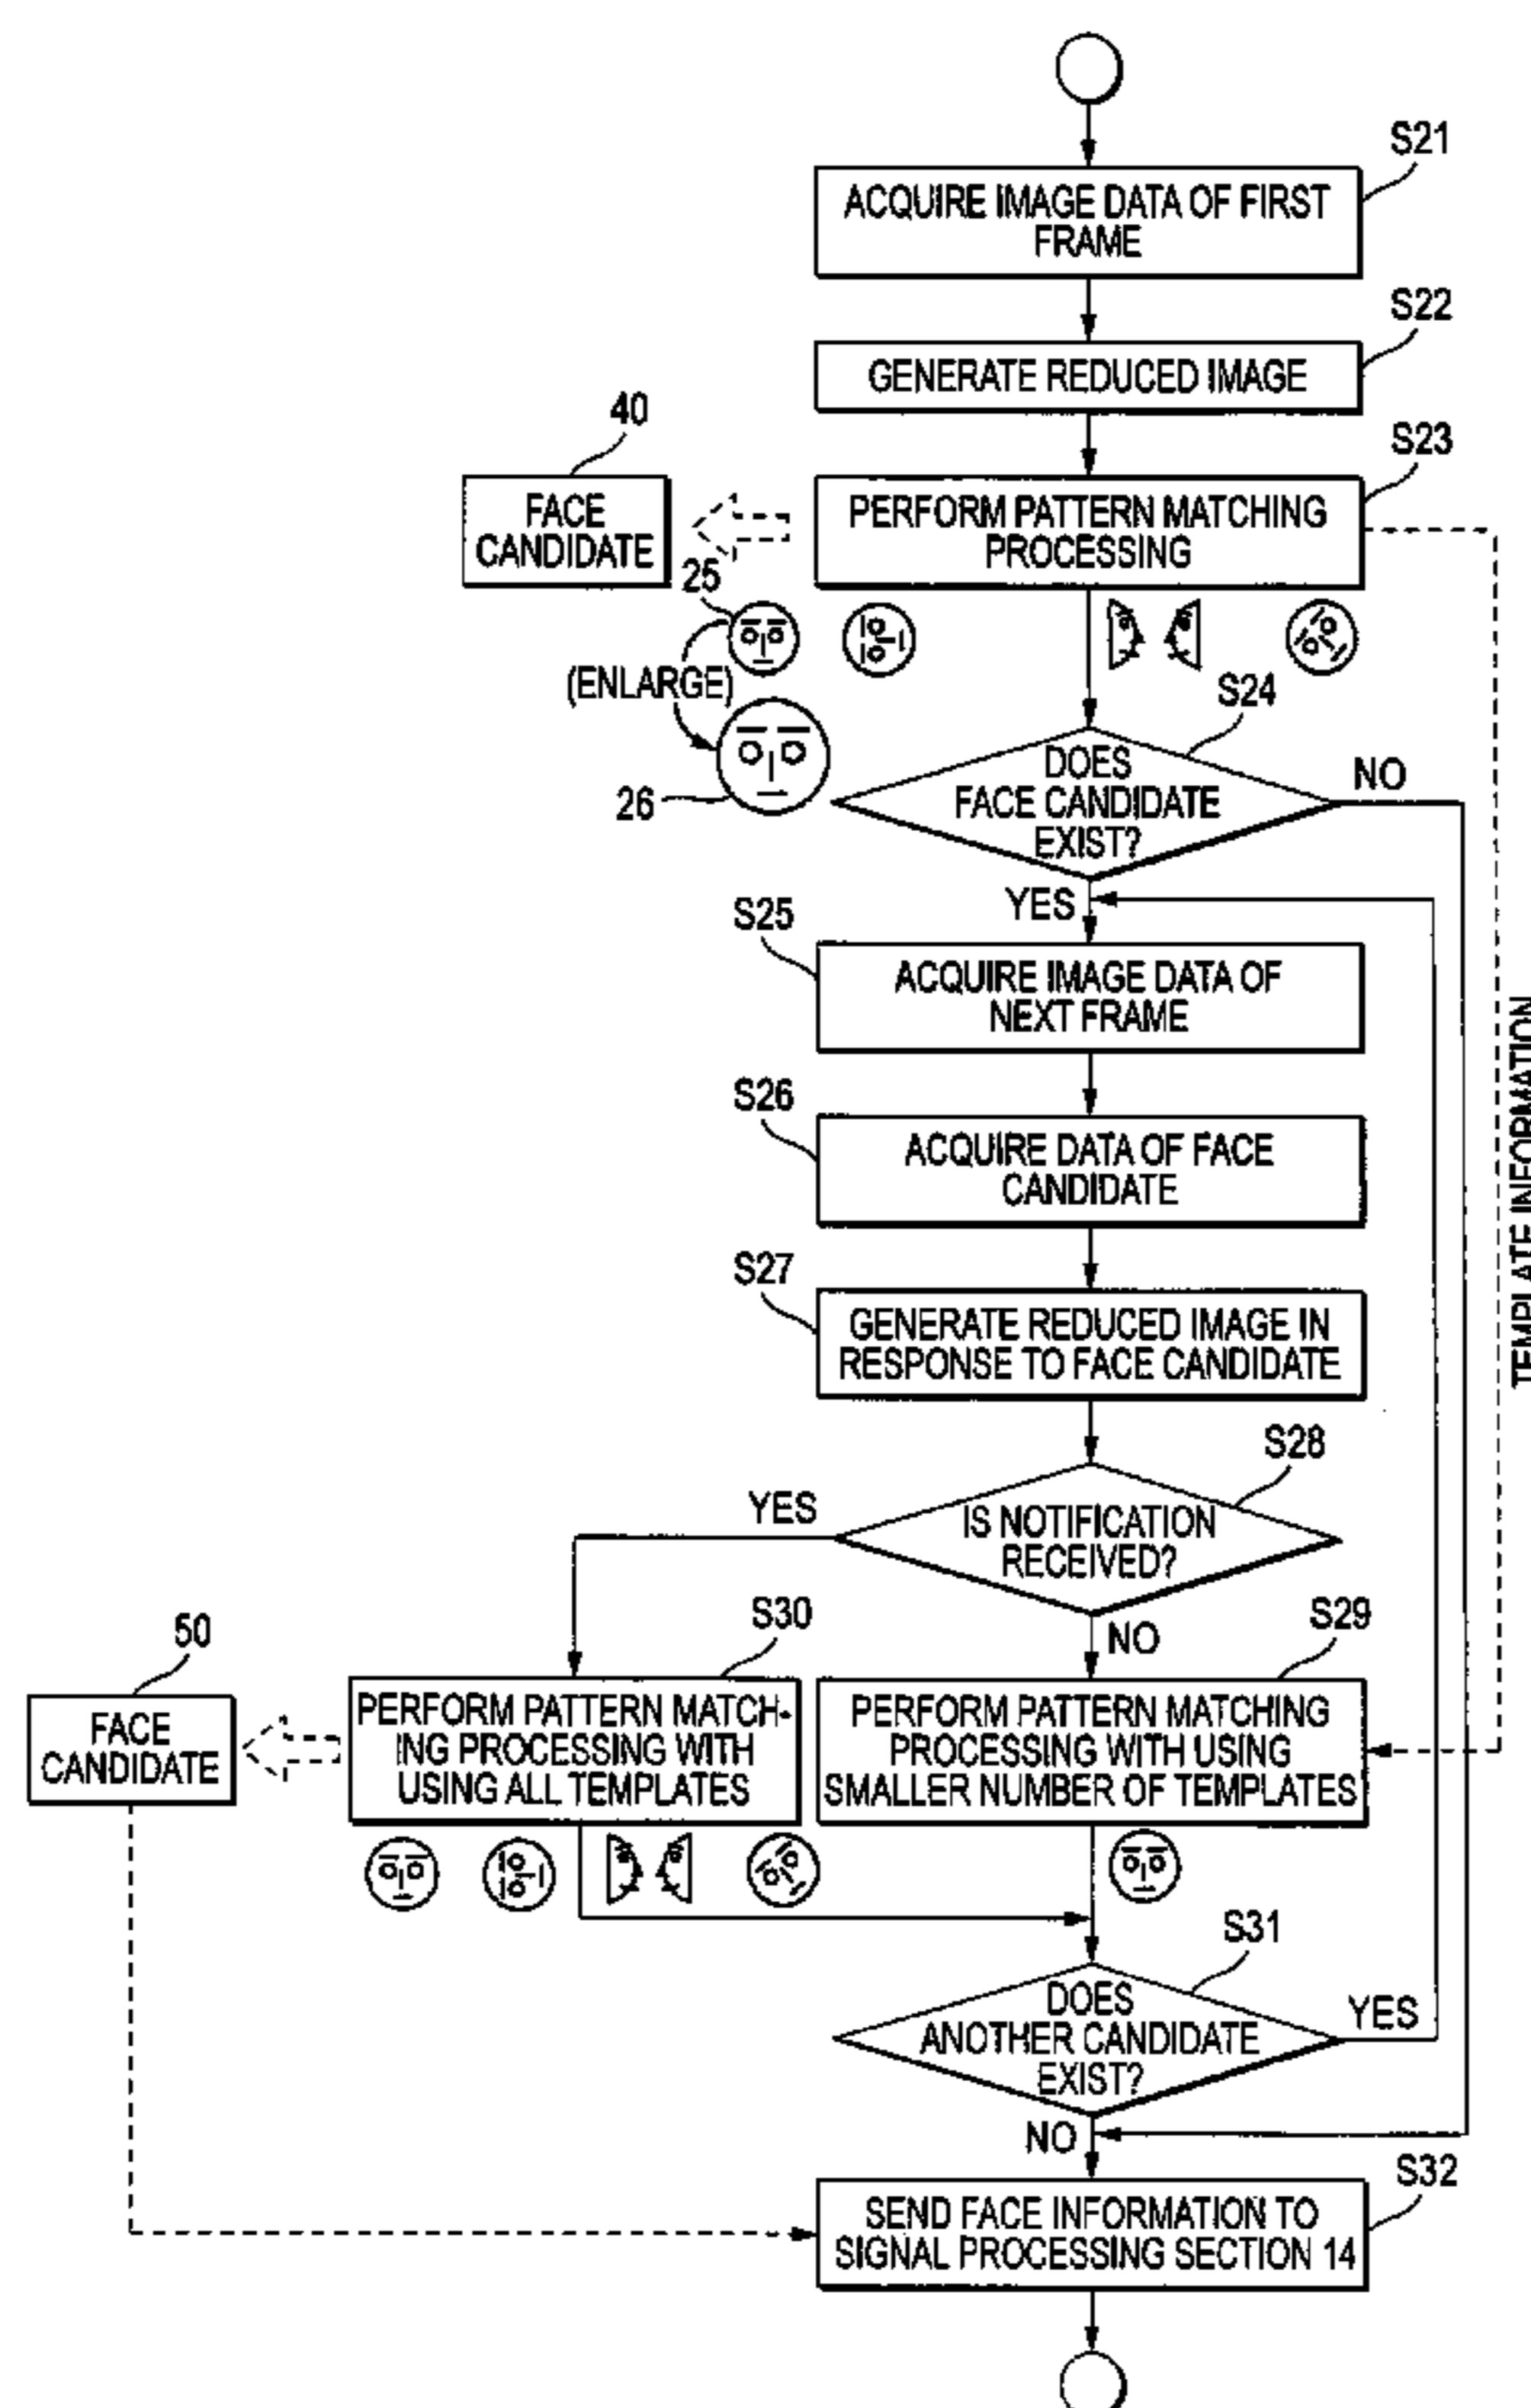 S21
ACQUIRE IMAGE DATA OF FIRST
FRAME
S22
GENERATE REDUCED IMAGE
40
S23
FACE
CANDIDATE
PERFORM PATTERN MATCHING
PROCESSING
25
(ENLARGE)
26
S24
DOES
FACE CANDIDATE
EXIST?
NO
YES
S25
ACQUIRE IMAGE DATA OF
NEXT FRAME
TEMPLATE INFORMATION
S26
ACQUIRE DATA OF FACE
CANDIDATE
S27
GENERATE REDUCED IMAGE IN
RESPONSE TO FACE CANDIDATE
S28
YES
IS NOTIFICATION
RECEIVED?
NO
50
S30
S29
FACE
CANDIDATE
PERFORM PATTERN MATCH-
ING PROCESSING WITH
USING ALL TEMPLATES
PERFORM PATTERN MATCHING
PROCESSING WITH USING
SMALLER NUMBER OF TEMPLATES
S31
DOES
ANOTHER CANDIDATE
EXIST?
YES
NO
S32
SEND FACE INFORMATION TO
SIGNAL PROCESSING SECTION 14